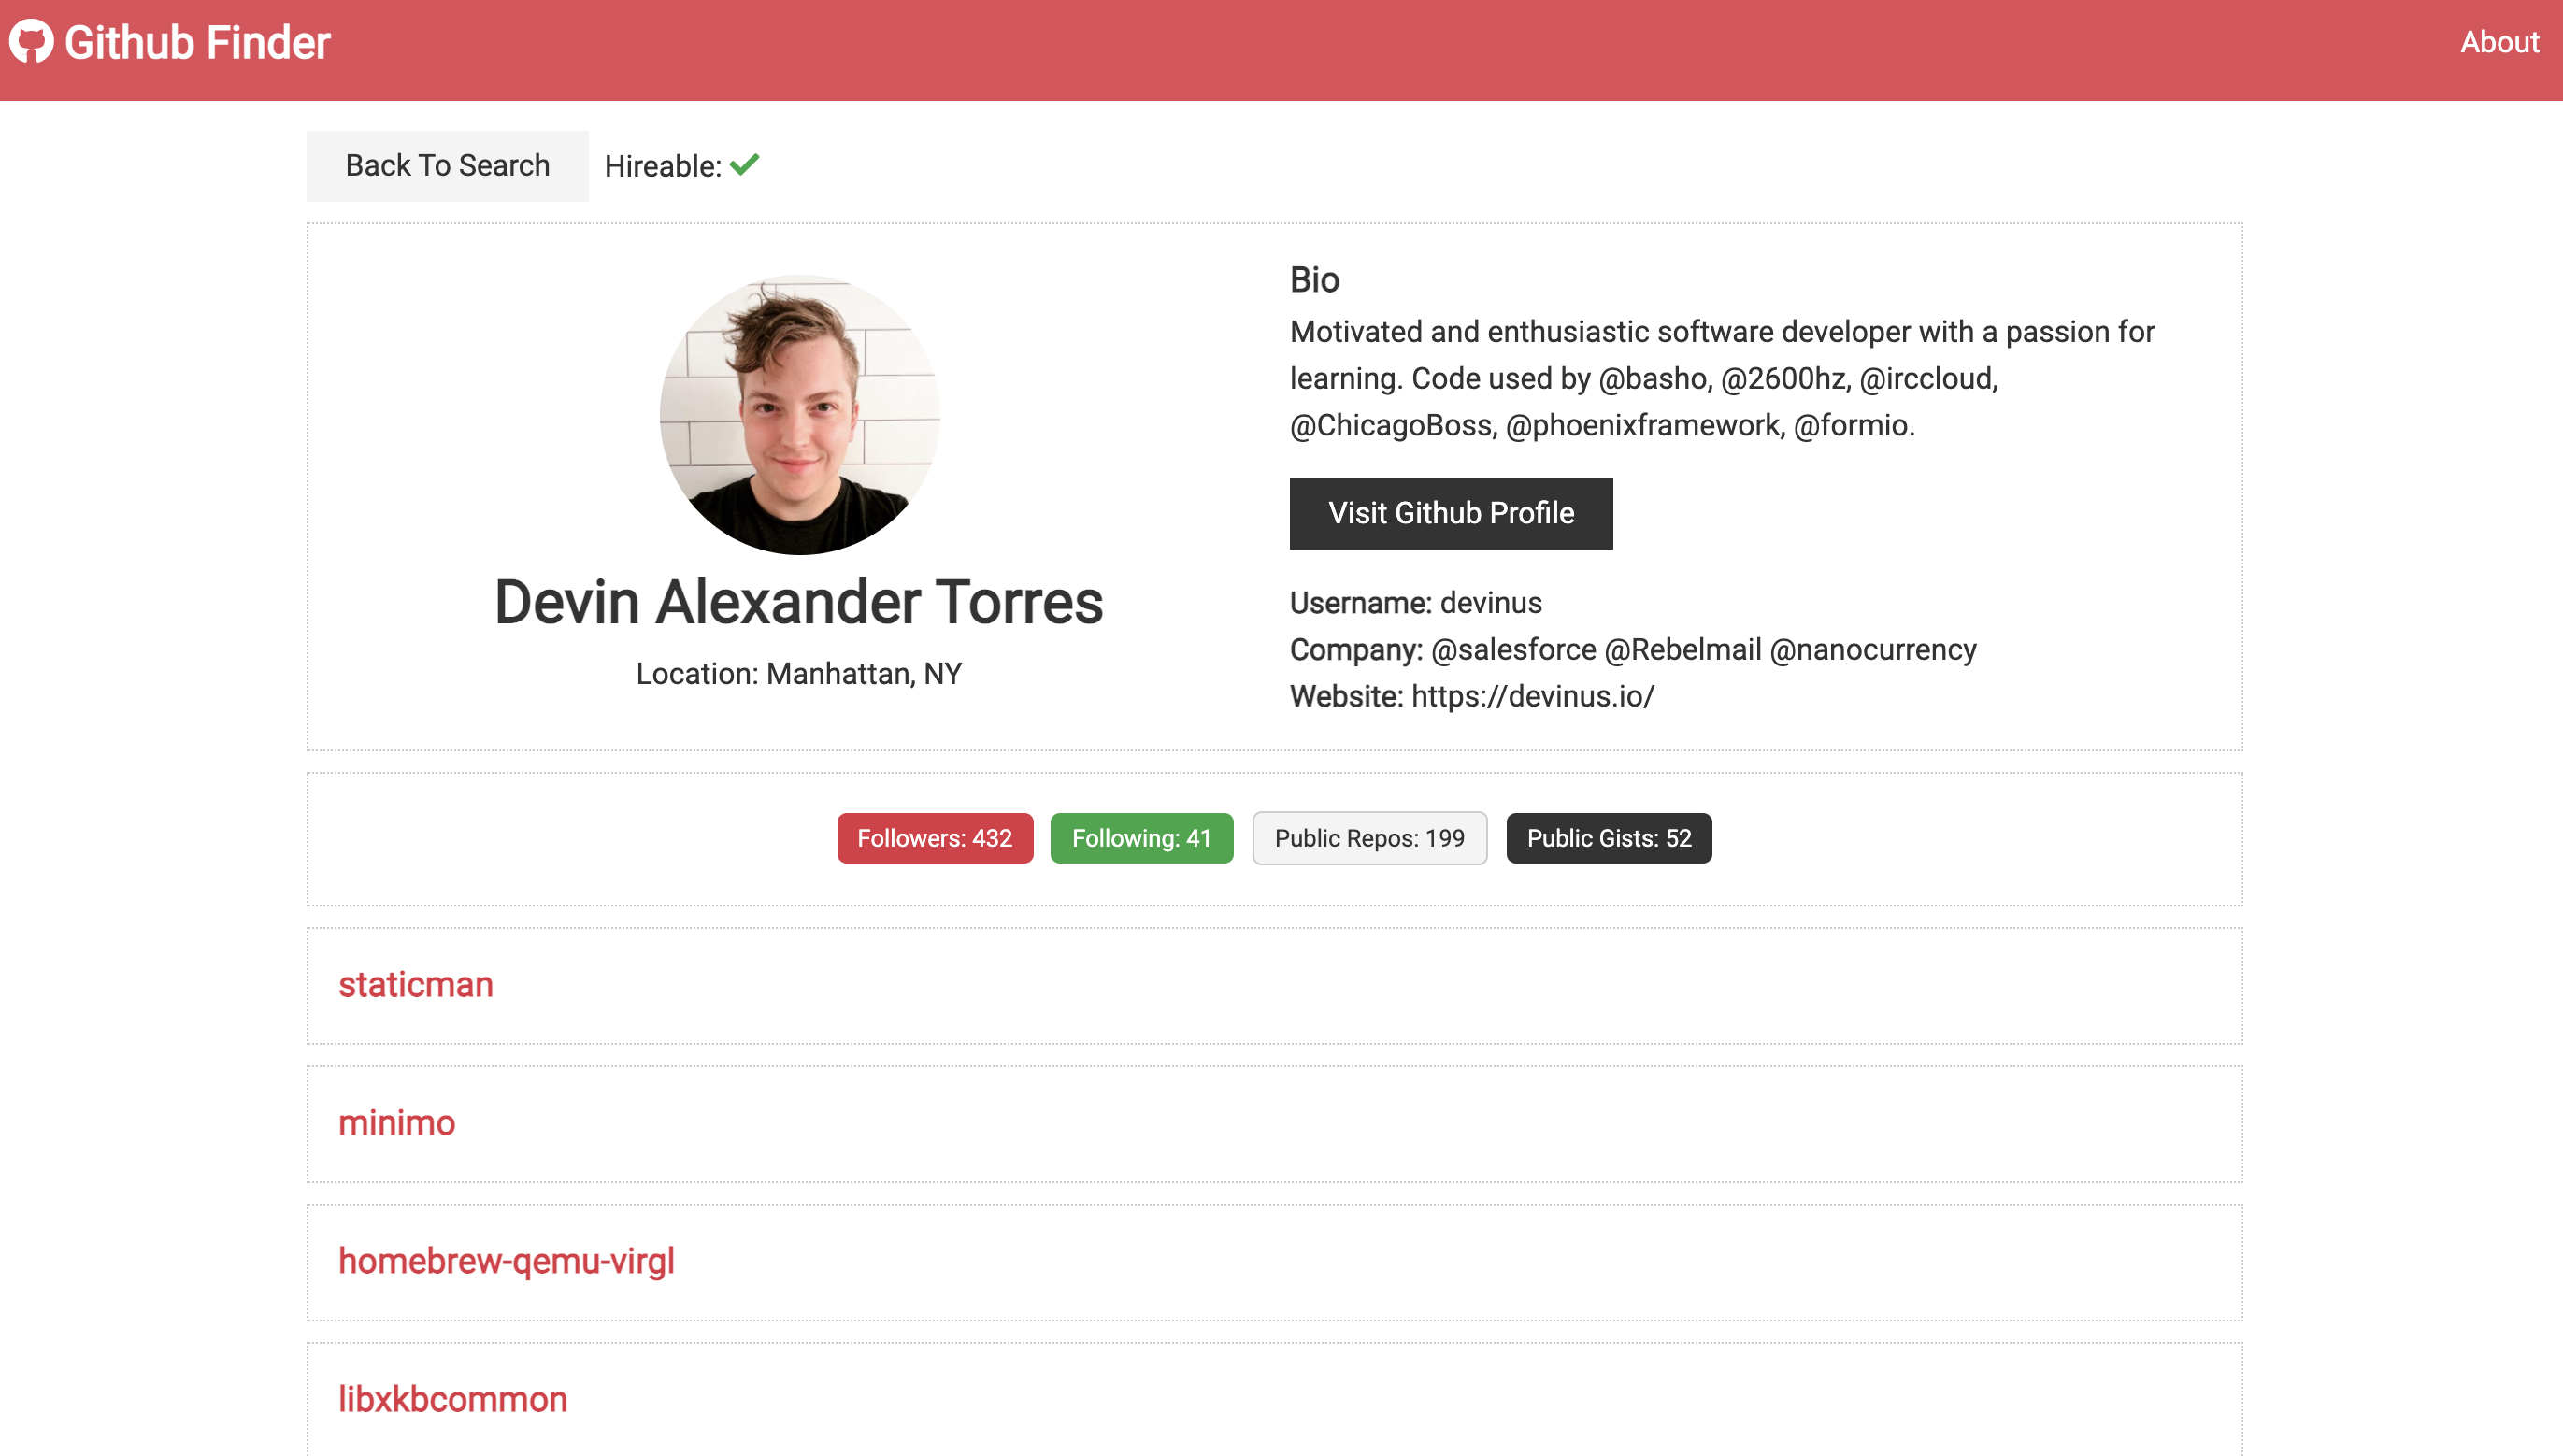 Github Finder
About
Back To Search
Hireable:
Bio
Motivated and enthusiastic software developer with a passion for
learning. Code used by @basho, @2600hz, @irccloud,
@ChicagoBoss, @phoenixframework, @formio.
Visit Github Profile
Devin Alexander Torres
Location: Manhattan, NY
Username: devinus
Company: @salesforce @Rebelmail @nanocurrency
Website: https://devinus.io/
Followers: 432
Following: 41
Public Repos: 199
Public Gists: 52
staticman
minimo
homebrew-qemu-virgl
libxkbcommon